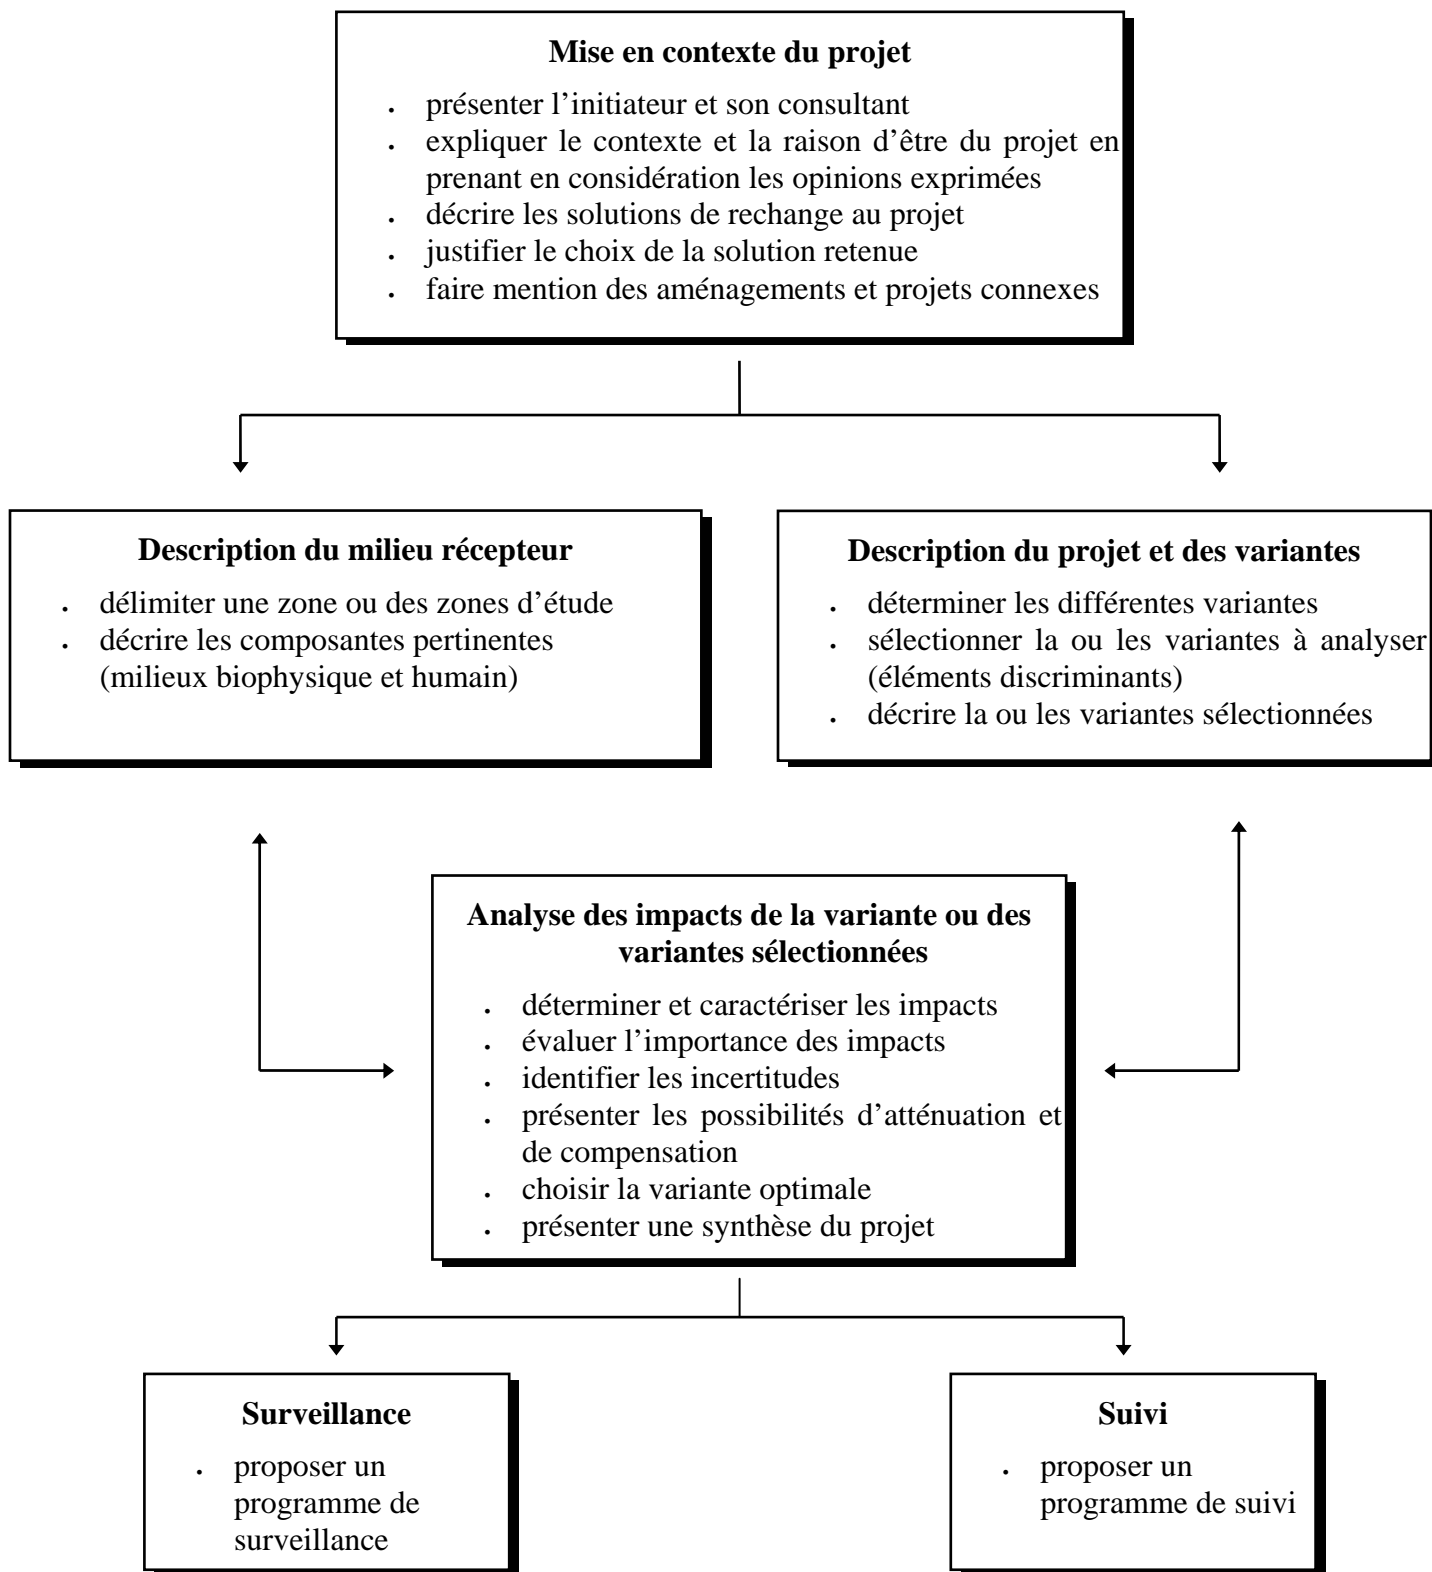 Mise en contexte du projet
. présenter l’initiateur et son consultant
. expliquer le contexte et la raison d’être du projet en
prenant en considération les opinions exprimées
. décrire les solutions de rechange au projet
. justifier le choix de la solution retenue
. faire mention des aménagements et projets connexes
Description du milieu récepteur
. délimiter une zone ou des zones d’étude
. décrire les composantes pertinentes
(milieux biophysique et humain)
Description du projet et des variantes
. déterminer les différentes variantes
. sélectionner la ou les variantes à analyser
(éléments discriminants)
. décrire la ou les variantes sélectionnées
Analyse des impacts de la variante ou des
variantes sélectionnées
. déterminer et caractériser les impacts
. évaluer l’importance des impacts
. identifier les incertitudes
. présenter les possibilités d’atténuation et
de compensation
. choisir la variante optimale
. présenter une synthèse du projet
Surveillance
. proposer un
programme de
surveillance
Suivi
. proposer un
programme de suivi